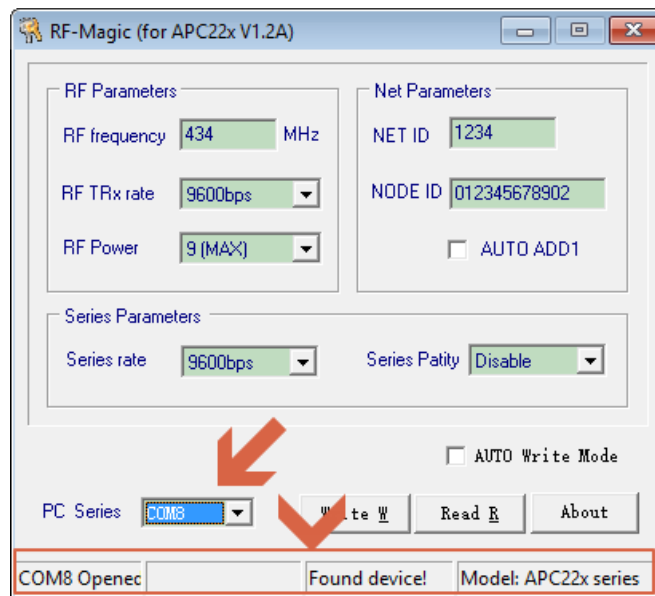 RF-Magic (for APC22x V1.2A)
RF Parameters
RF frequency 434 MHz
RF TRx rate 9600bps
RF Power 9 (MAX)
Net Parameters
NET ID 1234
NODE ID 012345678902
AUTO ADD1
Series Parameters
Series rate 9600bps Series Patity Disable
AUTO Write Mode
PC Series COM8 Read R About
COM8 Found device! Model: APC22x series